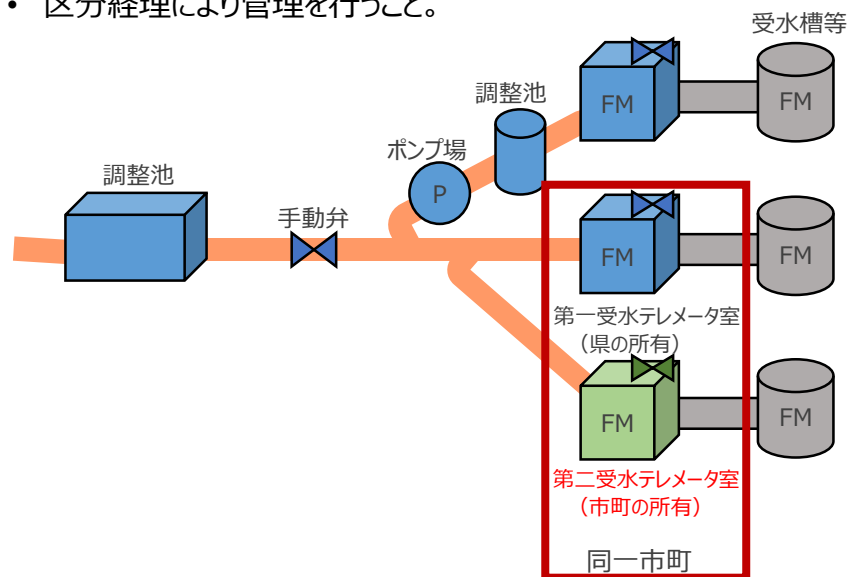 • 区分経理により管理を行うこと。
受水槽等
FM
FM
調整池
ポンプ場
P
調整池
手動弁
FM
FM
第一受水テレメータ室
(県の所有)
FM
FM
第二受水テレメータ室
(市町の所有)
同一市町